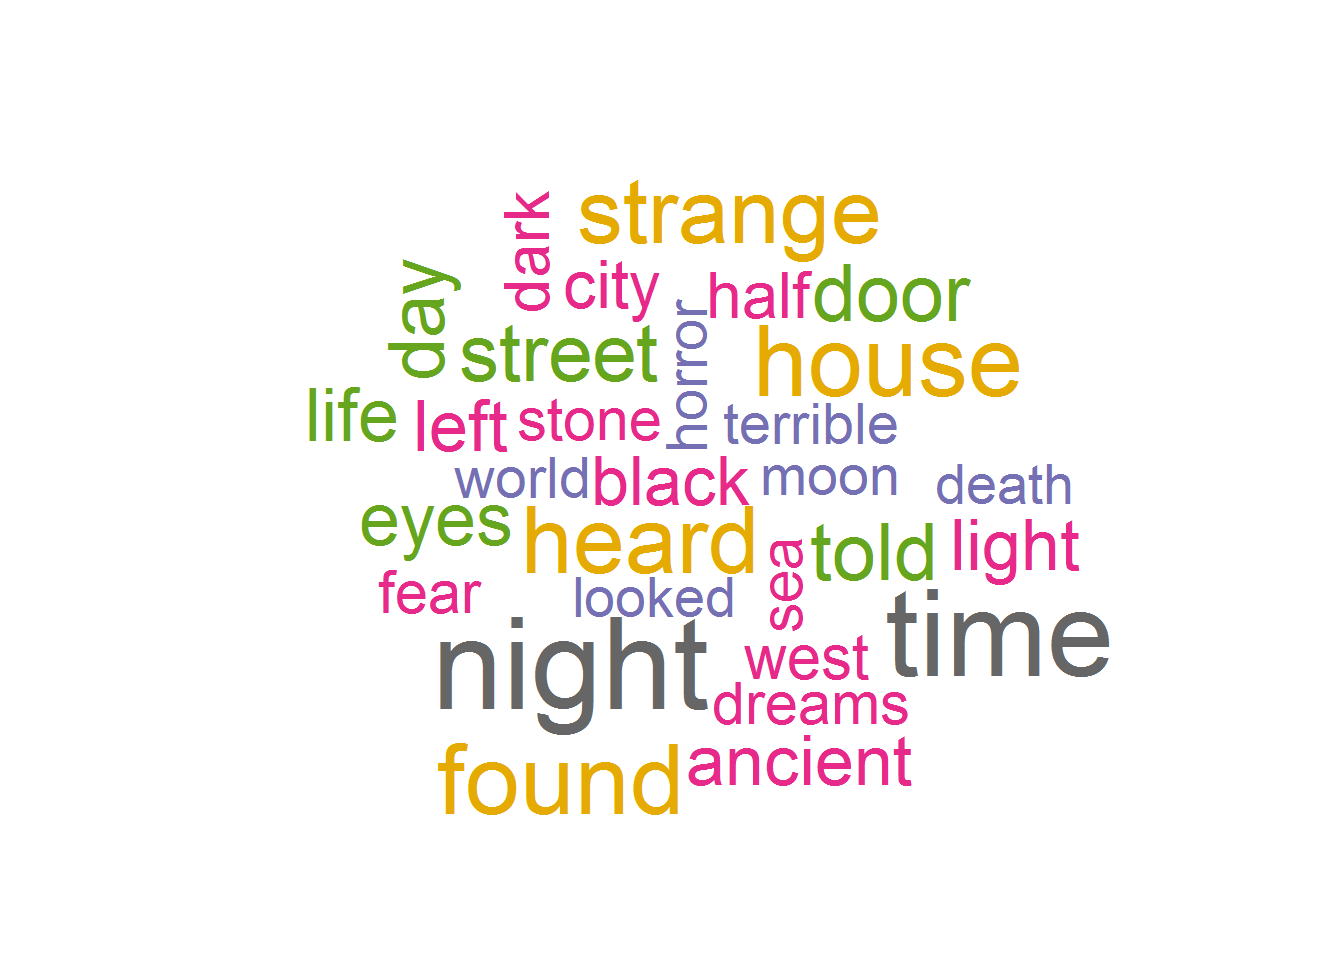 strange
dark
city
half
door
day
street
horror
house
life
left
stone
terrible
world
black
moon
death
eyes
heard
sea
told
light
fear
looked
night
time
west
dreams
found
ancient